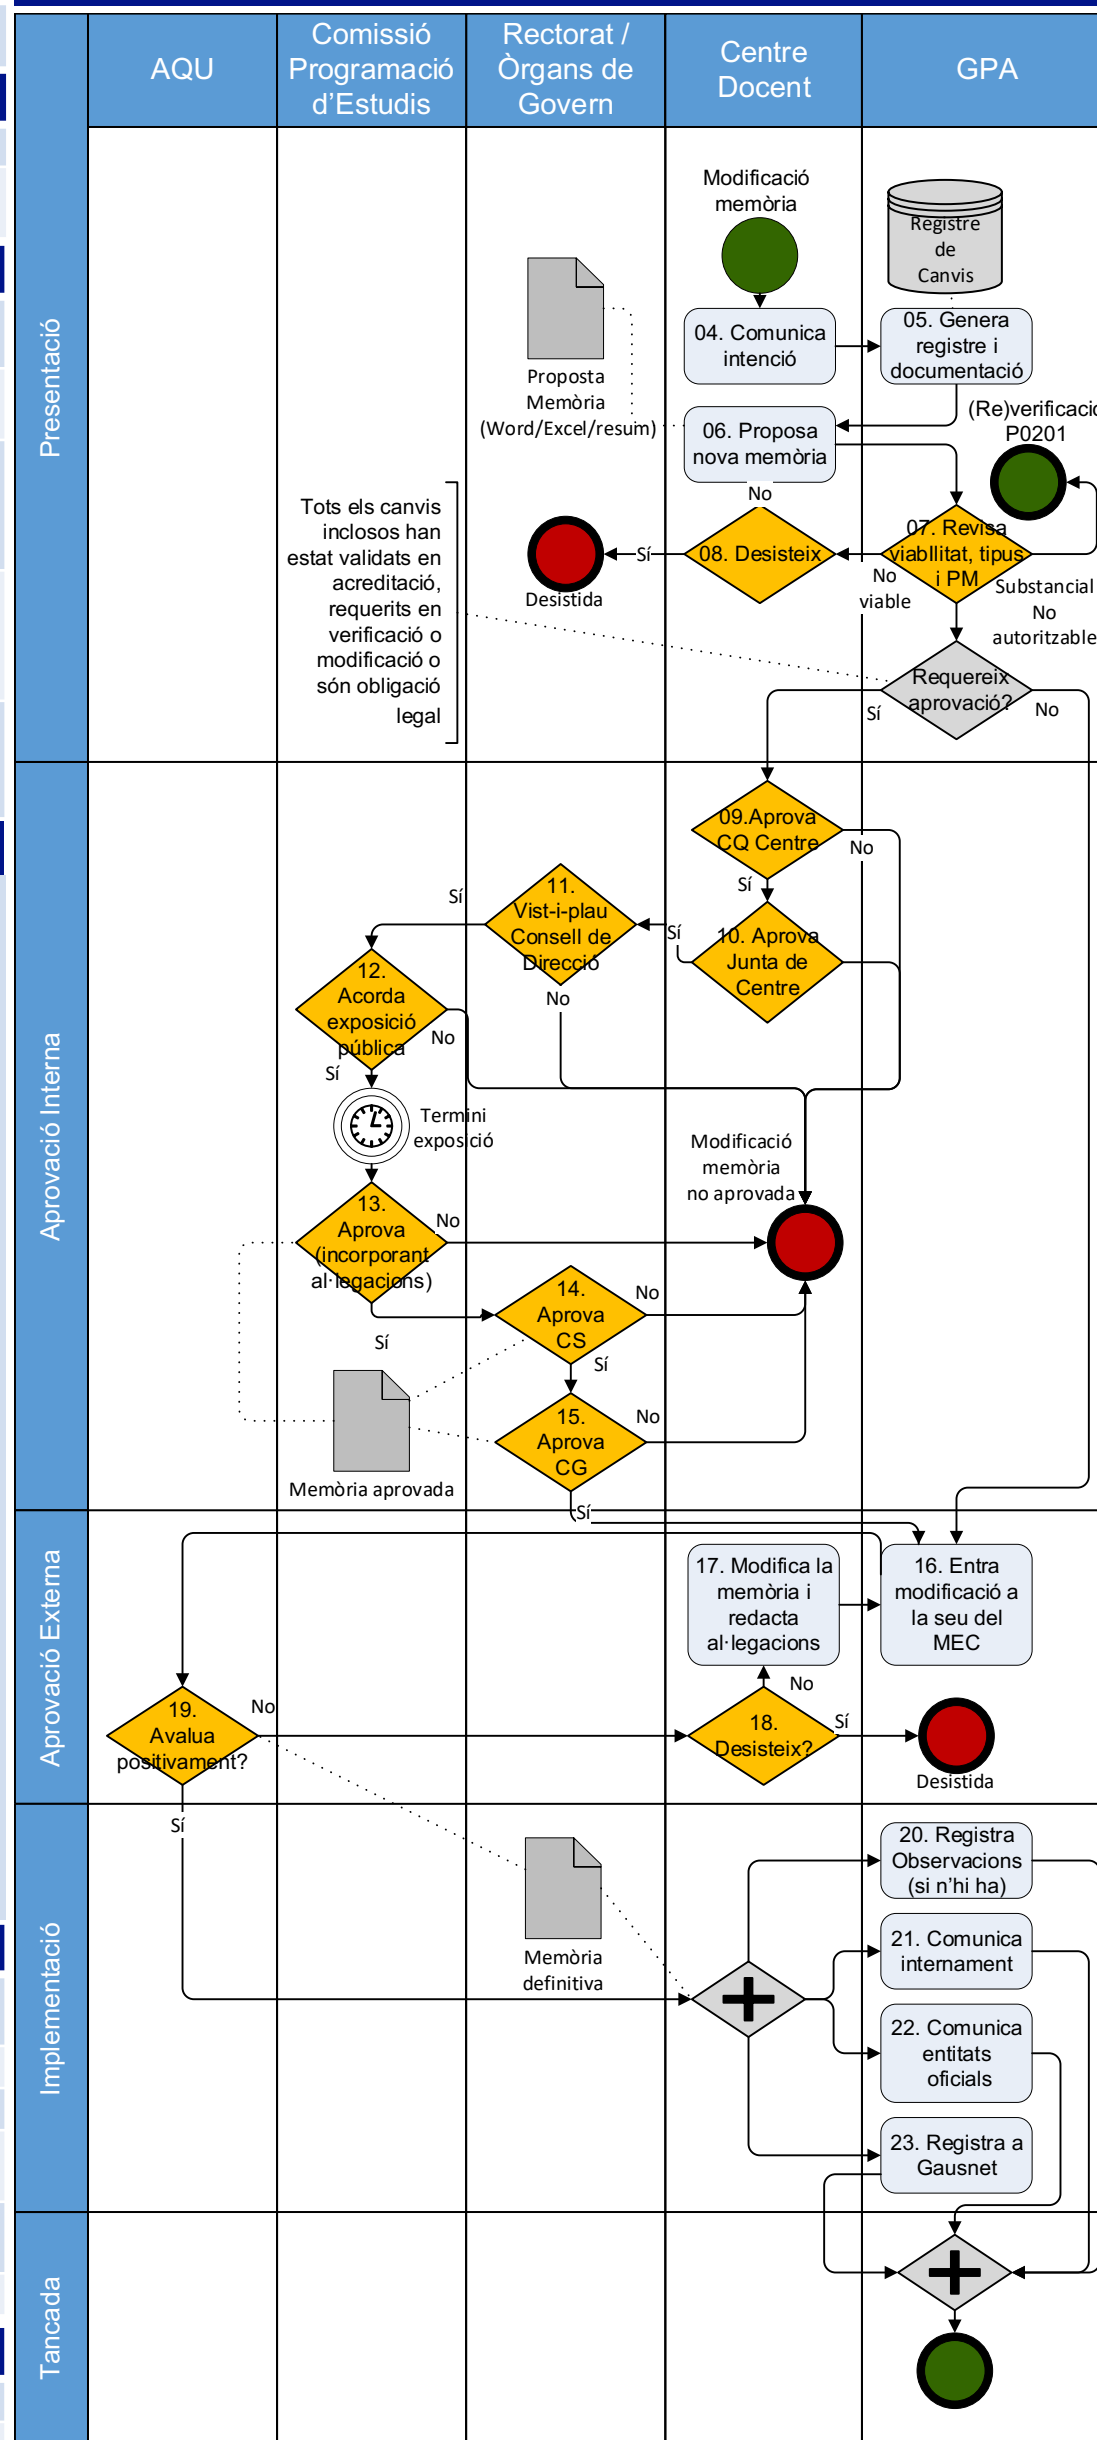 AQU
Comissió
Programació
d'Estudis
Rectorat /
Òrgans de
Govern
Centre
Docent
GPA
Presentació
Modificació
memòria
Registre
de
Canvis
Proposta
Memòria
(Word/Excel/resum)
04. Comunica
intenció
05. Genera
registre i
documentació
06. Proposa
nova memòria
(Re)verificació
P0201
No
Tots els canvis
inclosos han
estat validats en
acreditació,
requerits en
verificació o
modificació o
són obligació
legal
Desistida
Sí
08. Desisteix
07. Revisa
viabllitat, tipus
i PM
No
viable
Substancial
No
autoritzable
Requereix
aprovació?
Sí
No
Aprovació Interna
09.Aprova
CQ Centre
No
Sí
10. Aprova
Junta de
Centre
Sí
11.
Vist-i-plau
Consell de
Direcció
Sí
No
12.
Acorda
exposició
pública
No
Sí
Termini
exposició
Modificació
memòria
no aprovada
13.
Aprova
(incorporant
al·legacions)
No
Sí
14.
Aprova
CS
No
Sí
15.
Aprova
CG
No
Memòria aprovada
Sí
Aprovació Externa
17. Modifica la
memòria i
redacta
al·legacions
16. Entra
modificació a
la seu del
MEC
No
19.
Avalua
positivament?
No
18.
Desisteix?
Sí
Desistida
Sí
Implementació
20. Registra
Observacions
(si n'hi ha)
Memòria
definitiva
21. Comunica
internament
22. Comunica
entitats
oficials
23. Registra a
Gausnet
Tancada